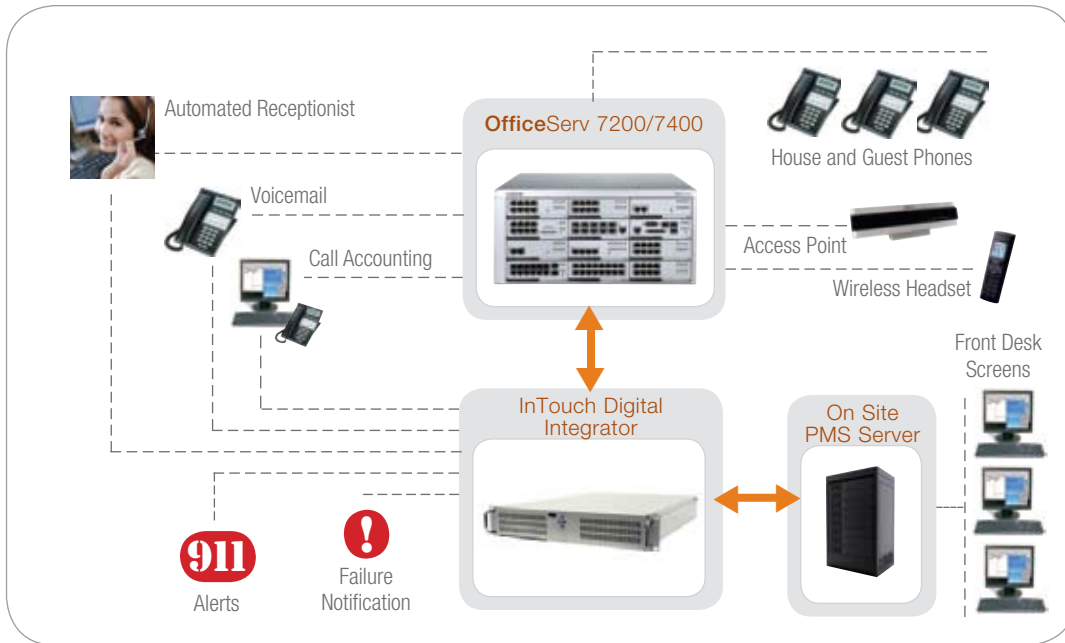 Automated Receptionist
OfficeServ 7200/7400
House and Guest Phones
Voicemail
Call Accounting
Access Point
Wireless Headset
Front Desk
Screens
InTouch Digital
Integrator
On Site
PMS Server
911
Alerts
!
Failure
Notification